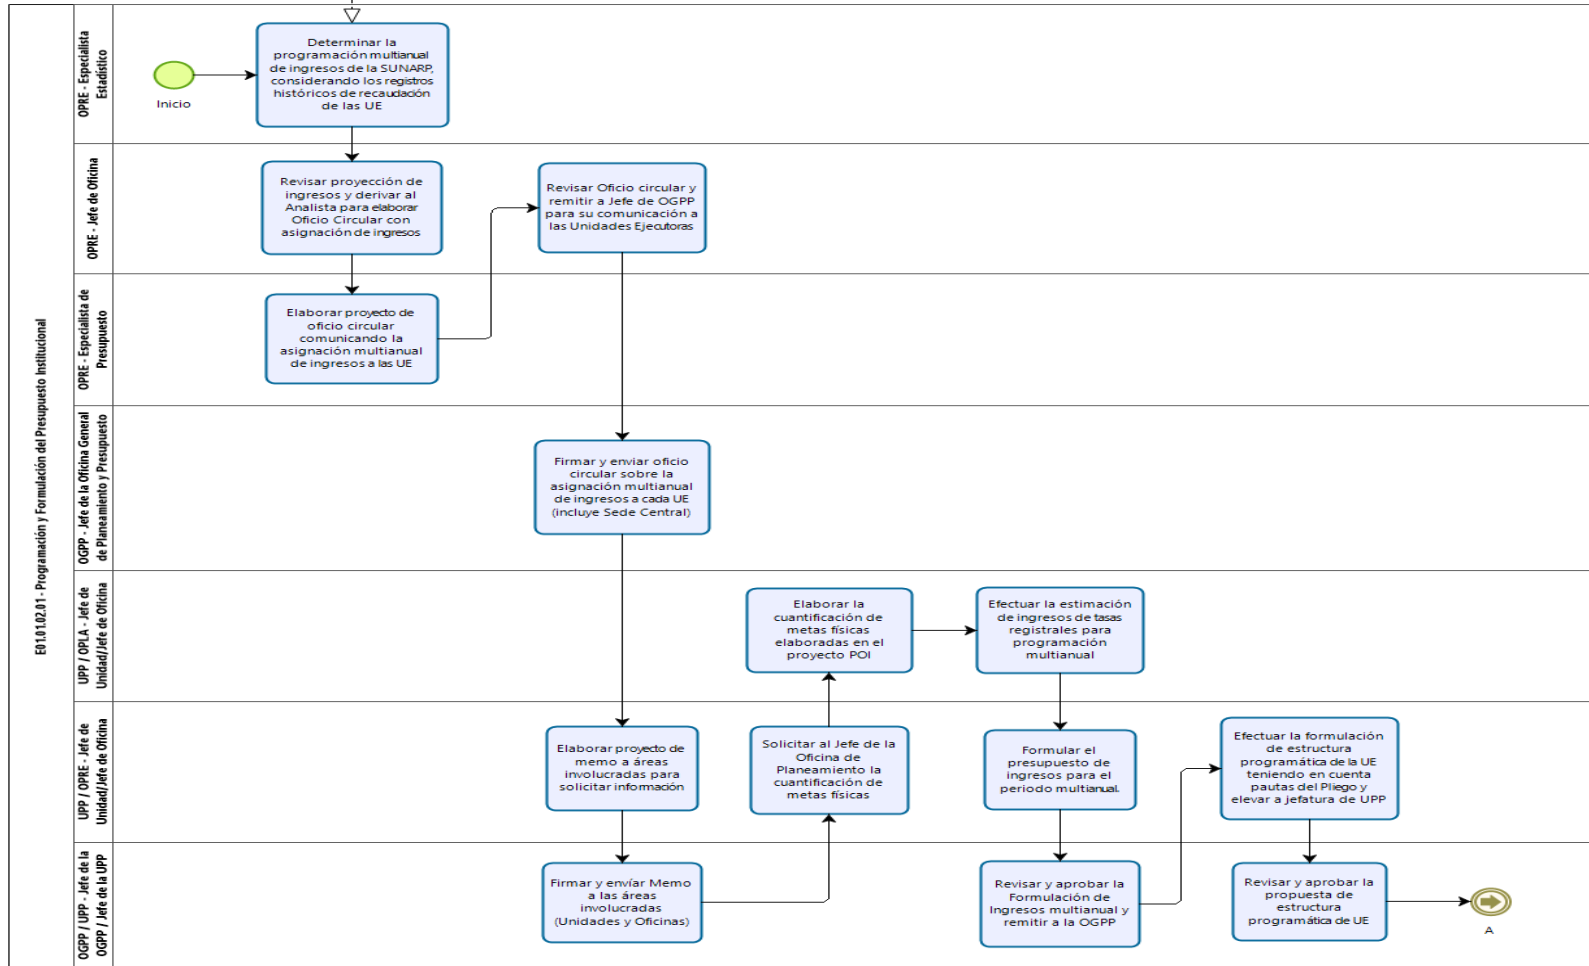 E01.01.02.01 - Programación y Formulación del Presupuesto Institucional
OPRE - Especialista
Estadístico
Inicio
Determinar la
programación multianual
de ingresos de la SUNARP,
considerando los registros
históricos de recaudación
de las UE
OPRE - Jefe de Oficina
Revisar proyección de
ingresos y derivar al
Analista para elaborar
Oficio Circular con
asignación de ingresos
Revisar Oficio circular y
remitir a Jefe de OGPP
para su comunicación a
las Unidades Ejecutoras
OPRE - Especialista de
Presupuesto
Elaborar proyecto de
oficio circular
comunicando la
asignación multianual
de ingresos a las UE
OGPP - Jefe de la Oficina General
de Planeamiento y Presupuesto
Firmar y enviar oficio
circular sobre la
asignación multianual
de ingresos a cada UE
(incluye Sede Central)
UPP / OPLA - Jefe de
Unidad/Jefe de Oficina
Elaborar la
cuantificación de
metas físicas
elaboradas en el
proyecto POI
Efectuar la estimación
de ingresos de tasas
registrales para
programación
multianual
UPP / OPRE - Jefe de
Unidad/Jefe de Oficina
Elaborar proyecto de
memo a áreas
involucradas para
solicitar información
Solicitar al Jefe de la
Oficina de
Planeamiento la
cuantificación de
metas físicas
Formular el
presupuesto de
ingresos para el
periodo multianual.
Efectuar la formulación
de estructura
programática de la UE
teniendo en cuenta
pautas del Pliego y
elevar a jefatura de UPP
OGPP / UPP - Jefe de la
OGPP / Jefe de la UPP
Firmar y envíar Memo
a las áreas
involucradas
(Unidades y Oficinas)
Revisar y aprobar la
Formulación de
Ingresos multianual y
remitir a la OGPP
Revisar y aprobar la
propuesta de
estructura
programática de UE
A